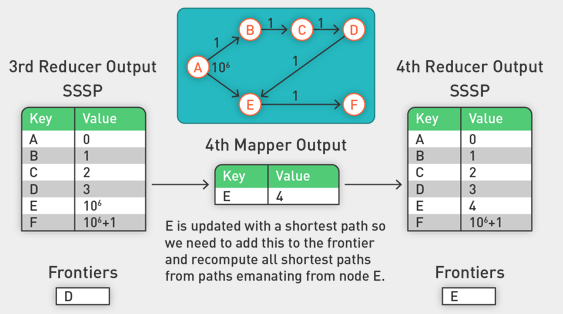 B 1 C 1 D
1
3rd Reducer Output
SSSP
A 10⁶
1
4th Reducer Output
SSSP
E 1 F
Key Value
A 0
B 1
C 2
D 3
E 10⁶
F 10⁶+1
4th Mapper Output
Key Value
E 4
Key Value
A 0
B 1
C 2
D 3
E 4
F 10⁶+1
E is updated with a shortest path so
we need to add this to the frontier
and recompute all shortest paths
from paths emanating from node E.
Frontiers
D
Frontiers
E